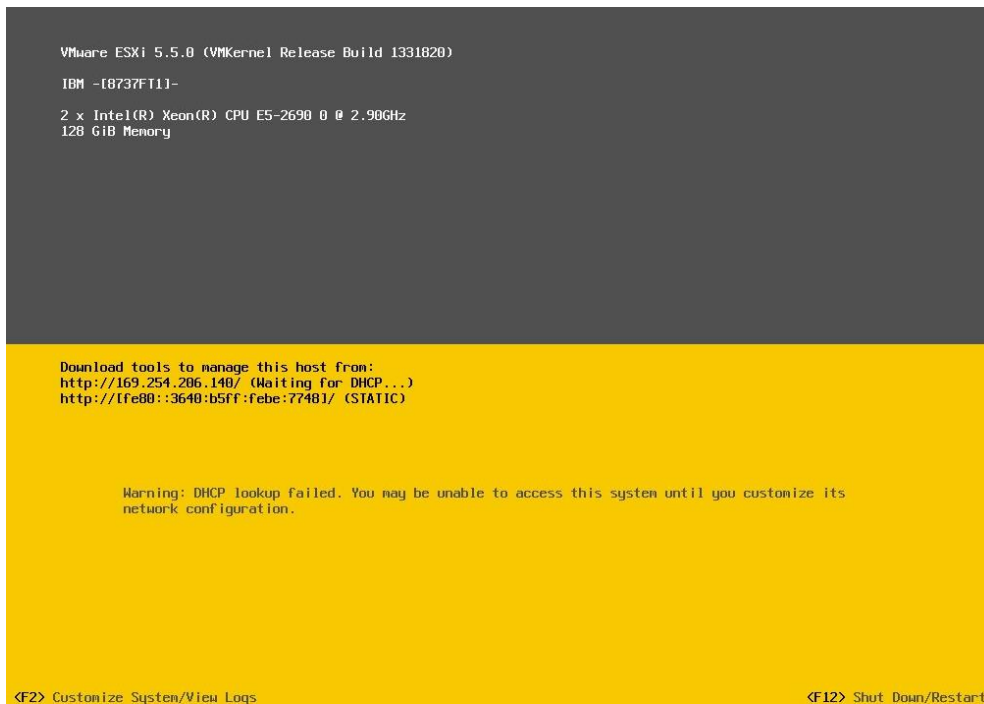 VMware ESXi 5.5.0 (VMKernel Release Build 1331820)
IBM -[8737FT1]-
2 x Intel(R) Xeon(R) CPU E5-2690 0 @ 2.90GHz
128 GiB Memory
Download tools to manage this host from:
http://169.254.206.140/ (Waiting for DHCP...)
http://[fe80::3640:b5ff:febe:7748]/ (STATIC)
Warning: DHCP lookup failed. You may be unable to access this system until you customize its
network configuration.
<F2> Customize System/View Logs
<F12> Shut Down/Restart